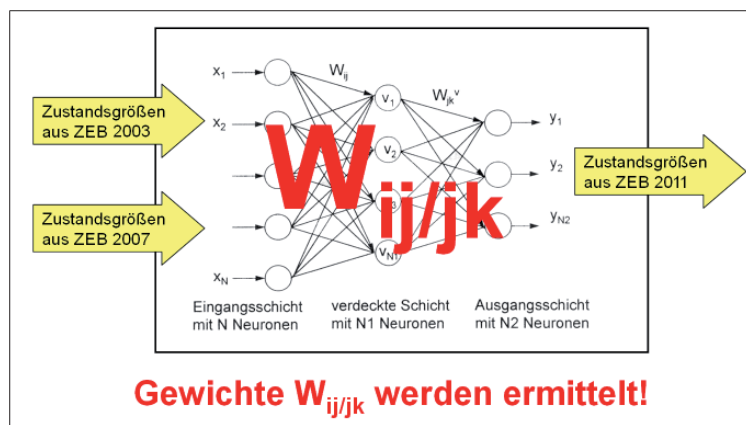 x1
Wij
v1
Wjkv
y1
Zustandsgrößen
aus ZEB 2003
x2
v2
y2
Zustandsgrößen
aus ZEB 2011
Wij/jk
Zustandsgrößen
aus ZEB 2007
3
yN2
xN
vN1
Eingangsschicht
mit N Neuronen
verdeckte Schicht
mit N1 Neuronen
Ausgangsschicht
mit N2 Neuronen
Gewichte Wij/jk werden ermittelt!